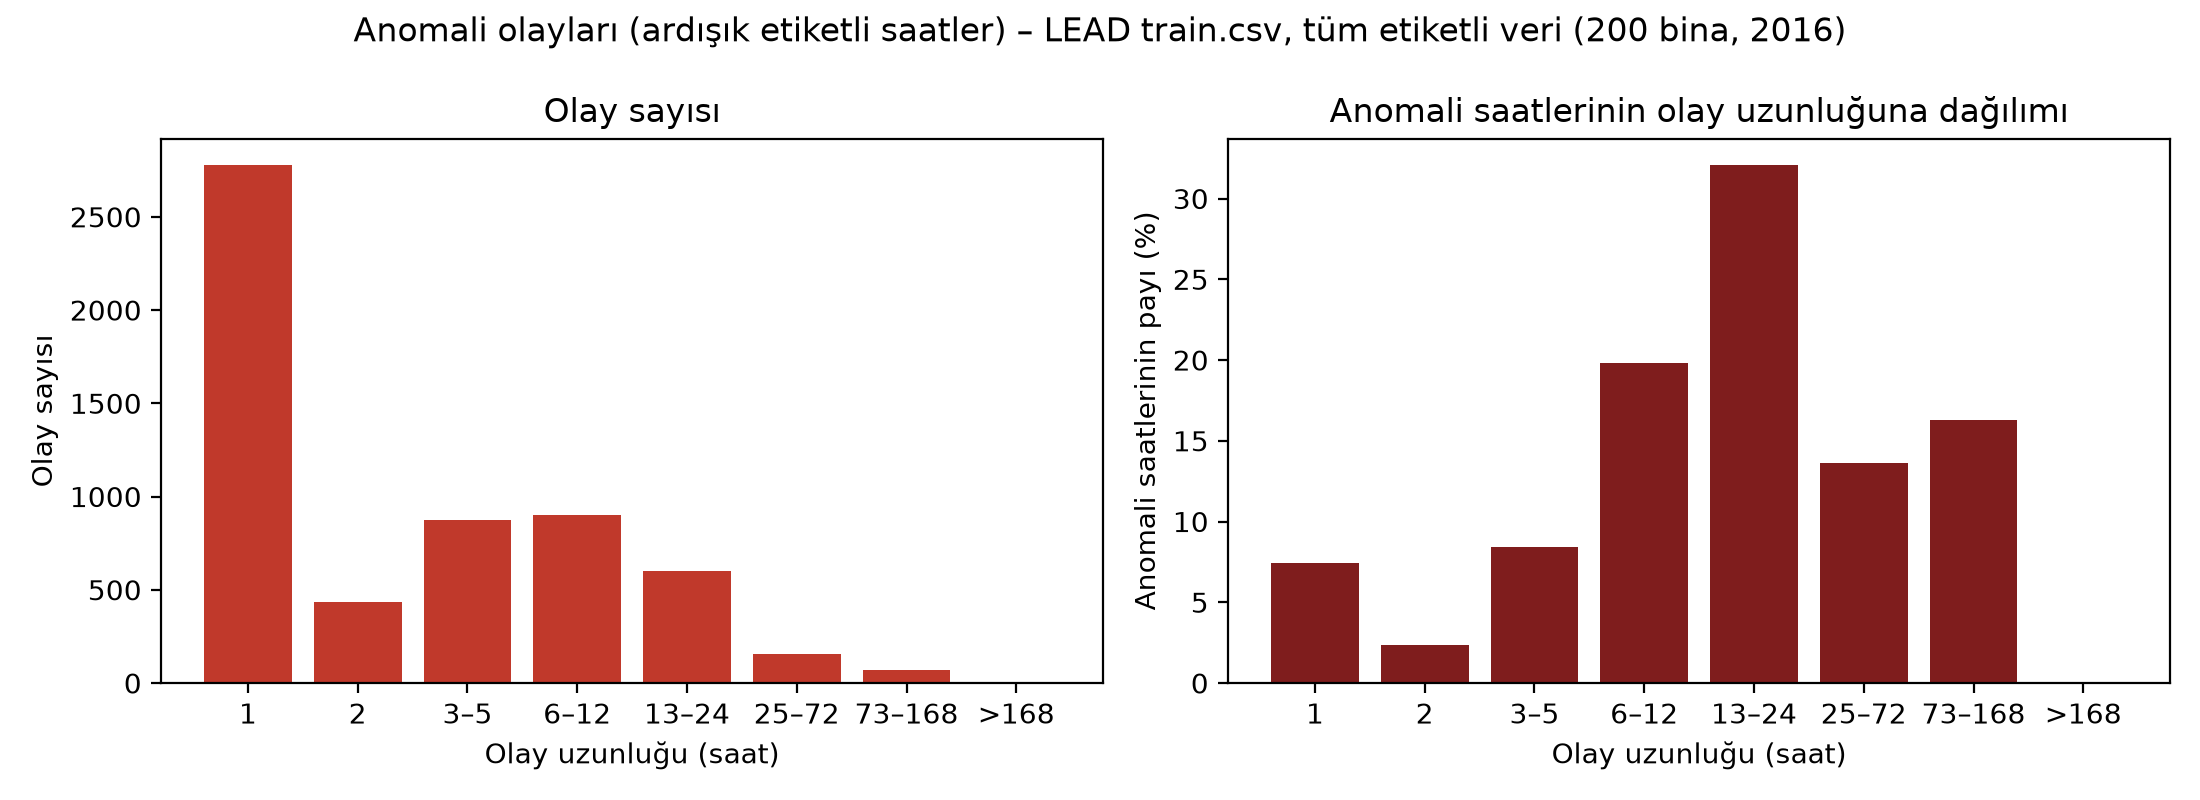 Anomali olayları (ardışık etiketli saatler) – LEAD train.csv, tüm etiketli veri (200 bina, 2016)
Olay sayısı
Olay sayısı
2500
2000
1500
1000
500
0
1 2 3–5 6–12 13–24 25–72 73–168 >168
Olay uzunluğu (saat)
Anomali saatlerinin olay uzunluğuna dağılımı
Anomali saatlerinin payı (%)
30
25
20
15
10
5
0
1 2 3–5 6–12 13–24 25–72 73–168 >168
Olay uzunluğu (saat)